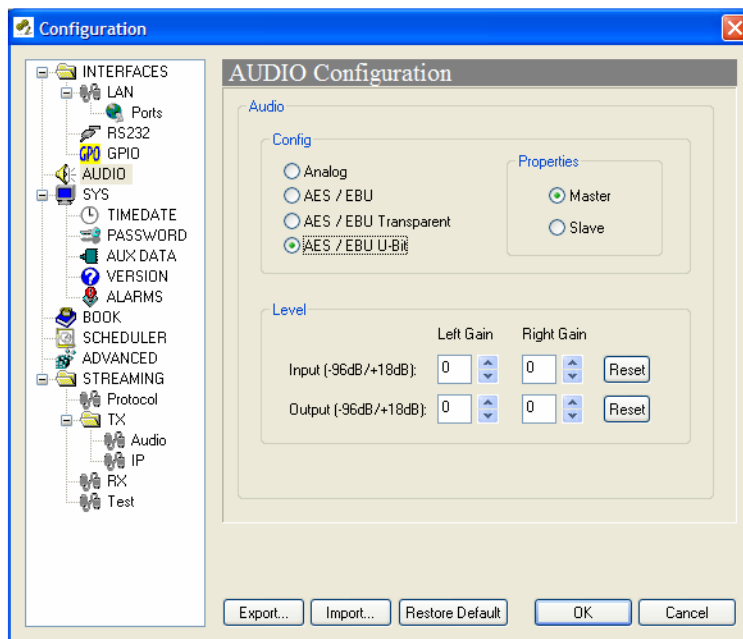 Configuration
INTERFACES
LAN
Ports
RS232
GPO GPIO
AUDIO
SYS
TIMEDATE
PASSWORD
AUX DATA
VERSION
ALARMS
BOOK
SCHEDULER
ADVANCED
STREAMING
Protocol
TX
Audio
IP
RX
Test
AUDIO Configuration
Audio
Config
Analog
AES / EBU
AES / EBU Transparent
AES / EBU U-Bit
Properties
Master
Slave
Level
Left Gain Right Gain
Input (-96dB/+18dB): 0 0 Reset
Output (-96dB/+18dB): 0 0 Reset
Export... Import... Restore Default OK Cancel